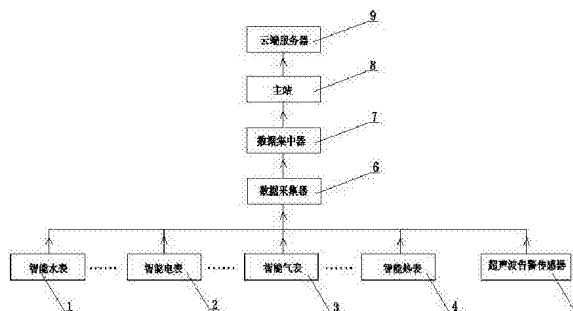 9
云端服务器
8
主站
7
数据集中器
6
数据采集器
智能水表 …… 智能电表 …… 智能气表 …… 智能热表 超声波告警传感器
1 2 3 4